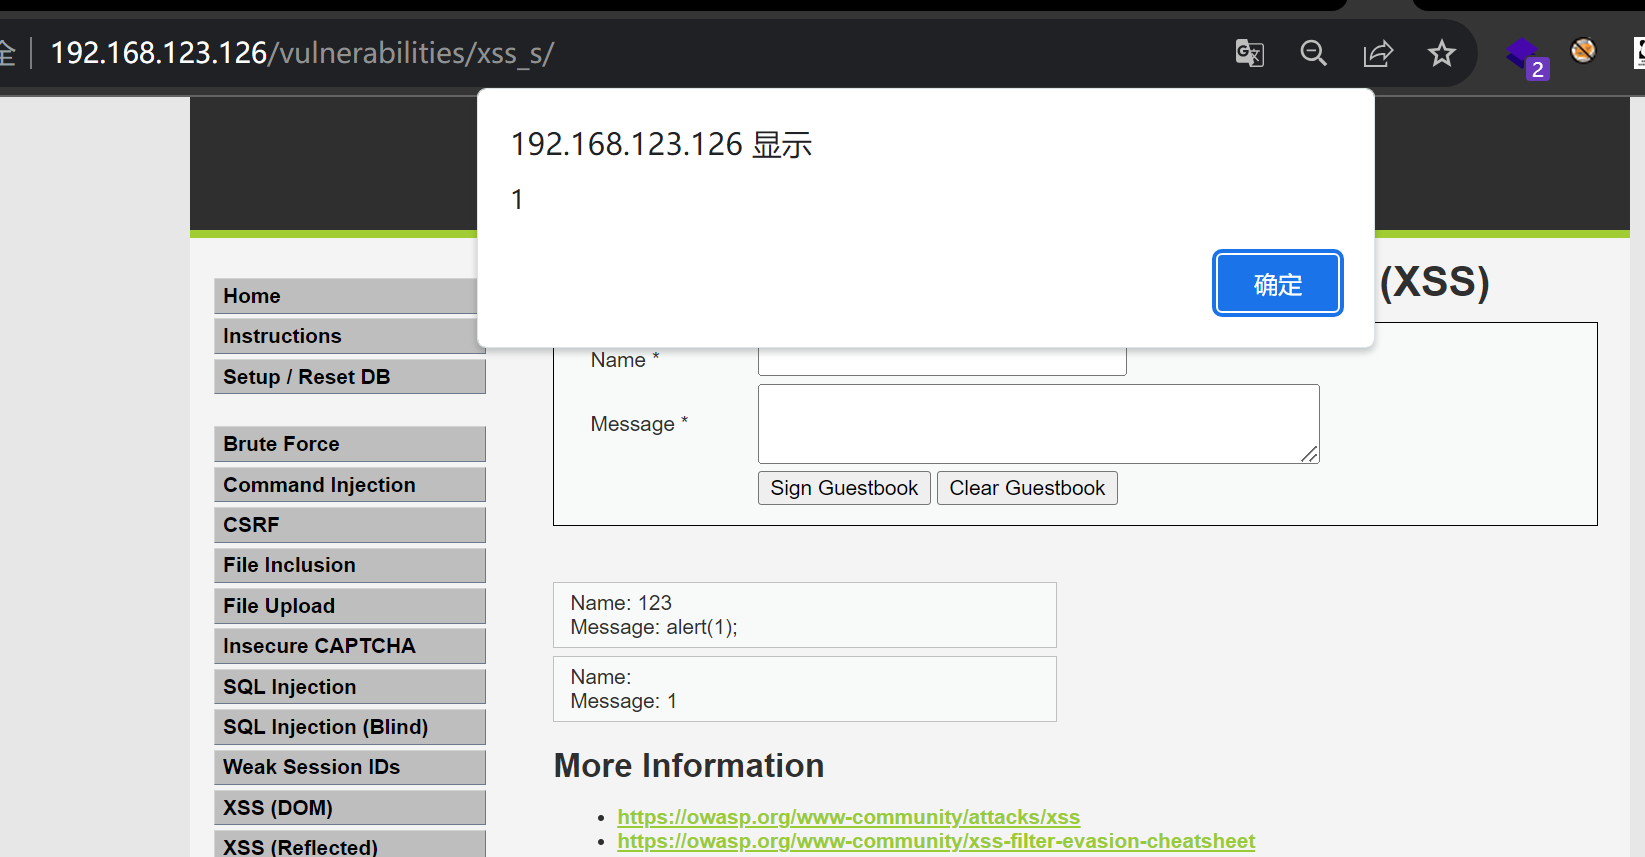 全 192.168.123.126/vulnerabilities/xss_s/
2
192.168.123.126 显示
1
确定
(XSS)
Home
Instructions
Setup / Reset DB
Brute Force
Command Injection
CSRF
File Inclusion
File Upload
Insecure CAPTCHA
SQL Injection
SQL Injection (Blind)
Weak Session IDs
XSS (DOM)
XSS (Reflected)
Name *
Message *
Sign Guestbook Clear Guestbook
Name: 123
Message: alert(1);
Name:
Message: 1
More Information
https://owasp.org/www-community/attacks/xss
https://owasp.org/www-community/xss-filter-evasion-cheatsheet